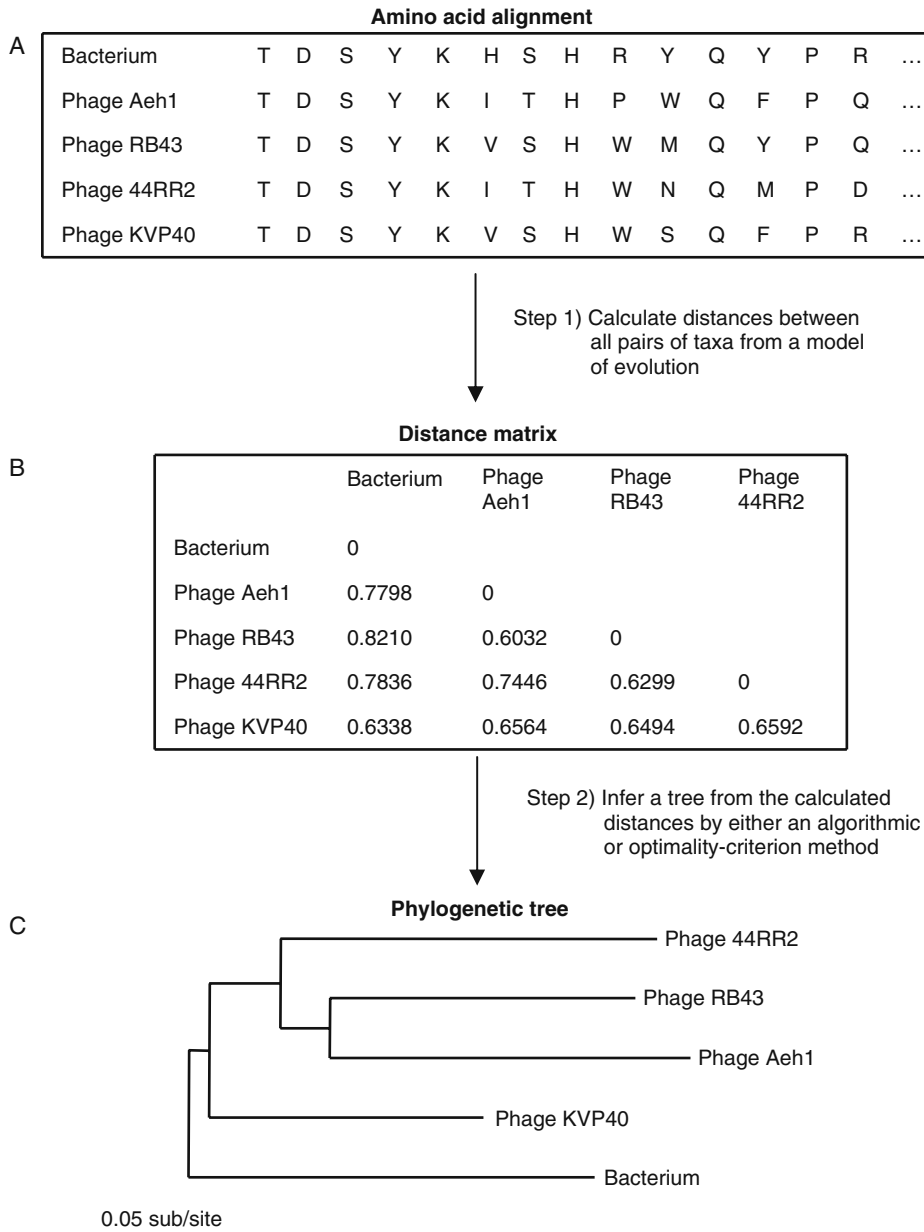 Amino acid alignment
A
Bacterium T D S Y K H S H R Y Q Y P R ...
Phage Aeh1 T D S Y K I T H P W Q F P Q ...
Phage RB43 T D S Y K V S H W M Q Y P Q ...
Phage 44RR2 T D S Y K I T H W N Q M P D ...
Phage KVP40 T D S Y K V S H W S Q F P R ...
Step 1) Calculate distances between
all pairs of taxa from a model
of evolution
Distance matrix
B
Bacterium Phage Phage Phage
Aeh1 RB43 44RR2
Bacterium 0
Phage Aeh1 0.7798 0
Phage RB43 0.8210 0.6032 0
Phage 44RR2 0.7836 0.7446 0.6299 0
Phage KVP40 0.6338 0.6564 0.6494 0.6592
Step 2) Infer a tree from the calculated
distances by either an algorithmic
or optimality-criterion method
Phylogenetic tree
C
Phage 44RR2
Phage RB43
Phage Aeh1
Phage KVP40
Bacterium
0.05 sub/site